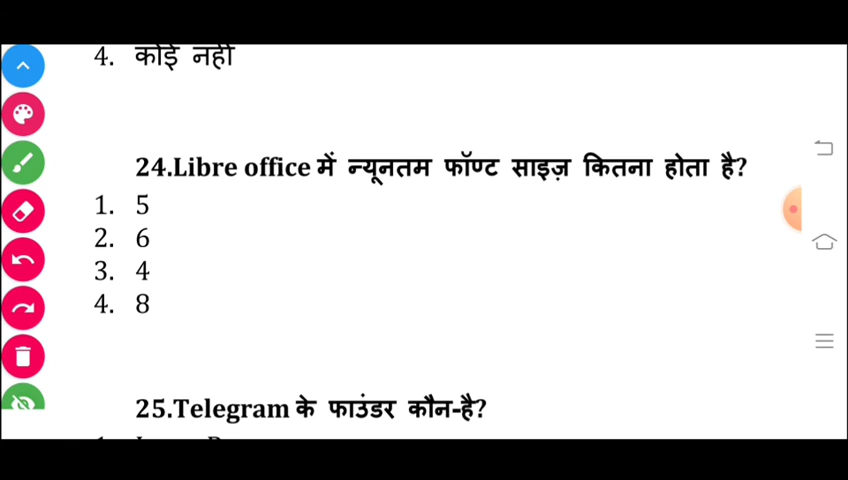 4. कोई नहीं
24.Libre office में न्यूनतम फॉण्ट साइज़ कितना होता है?
1. 5
2. 6
3. 4
4. 8
25.Telegram के फाउंडर कौन-है?